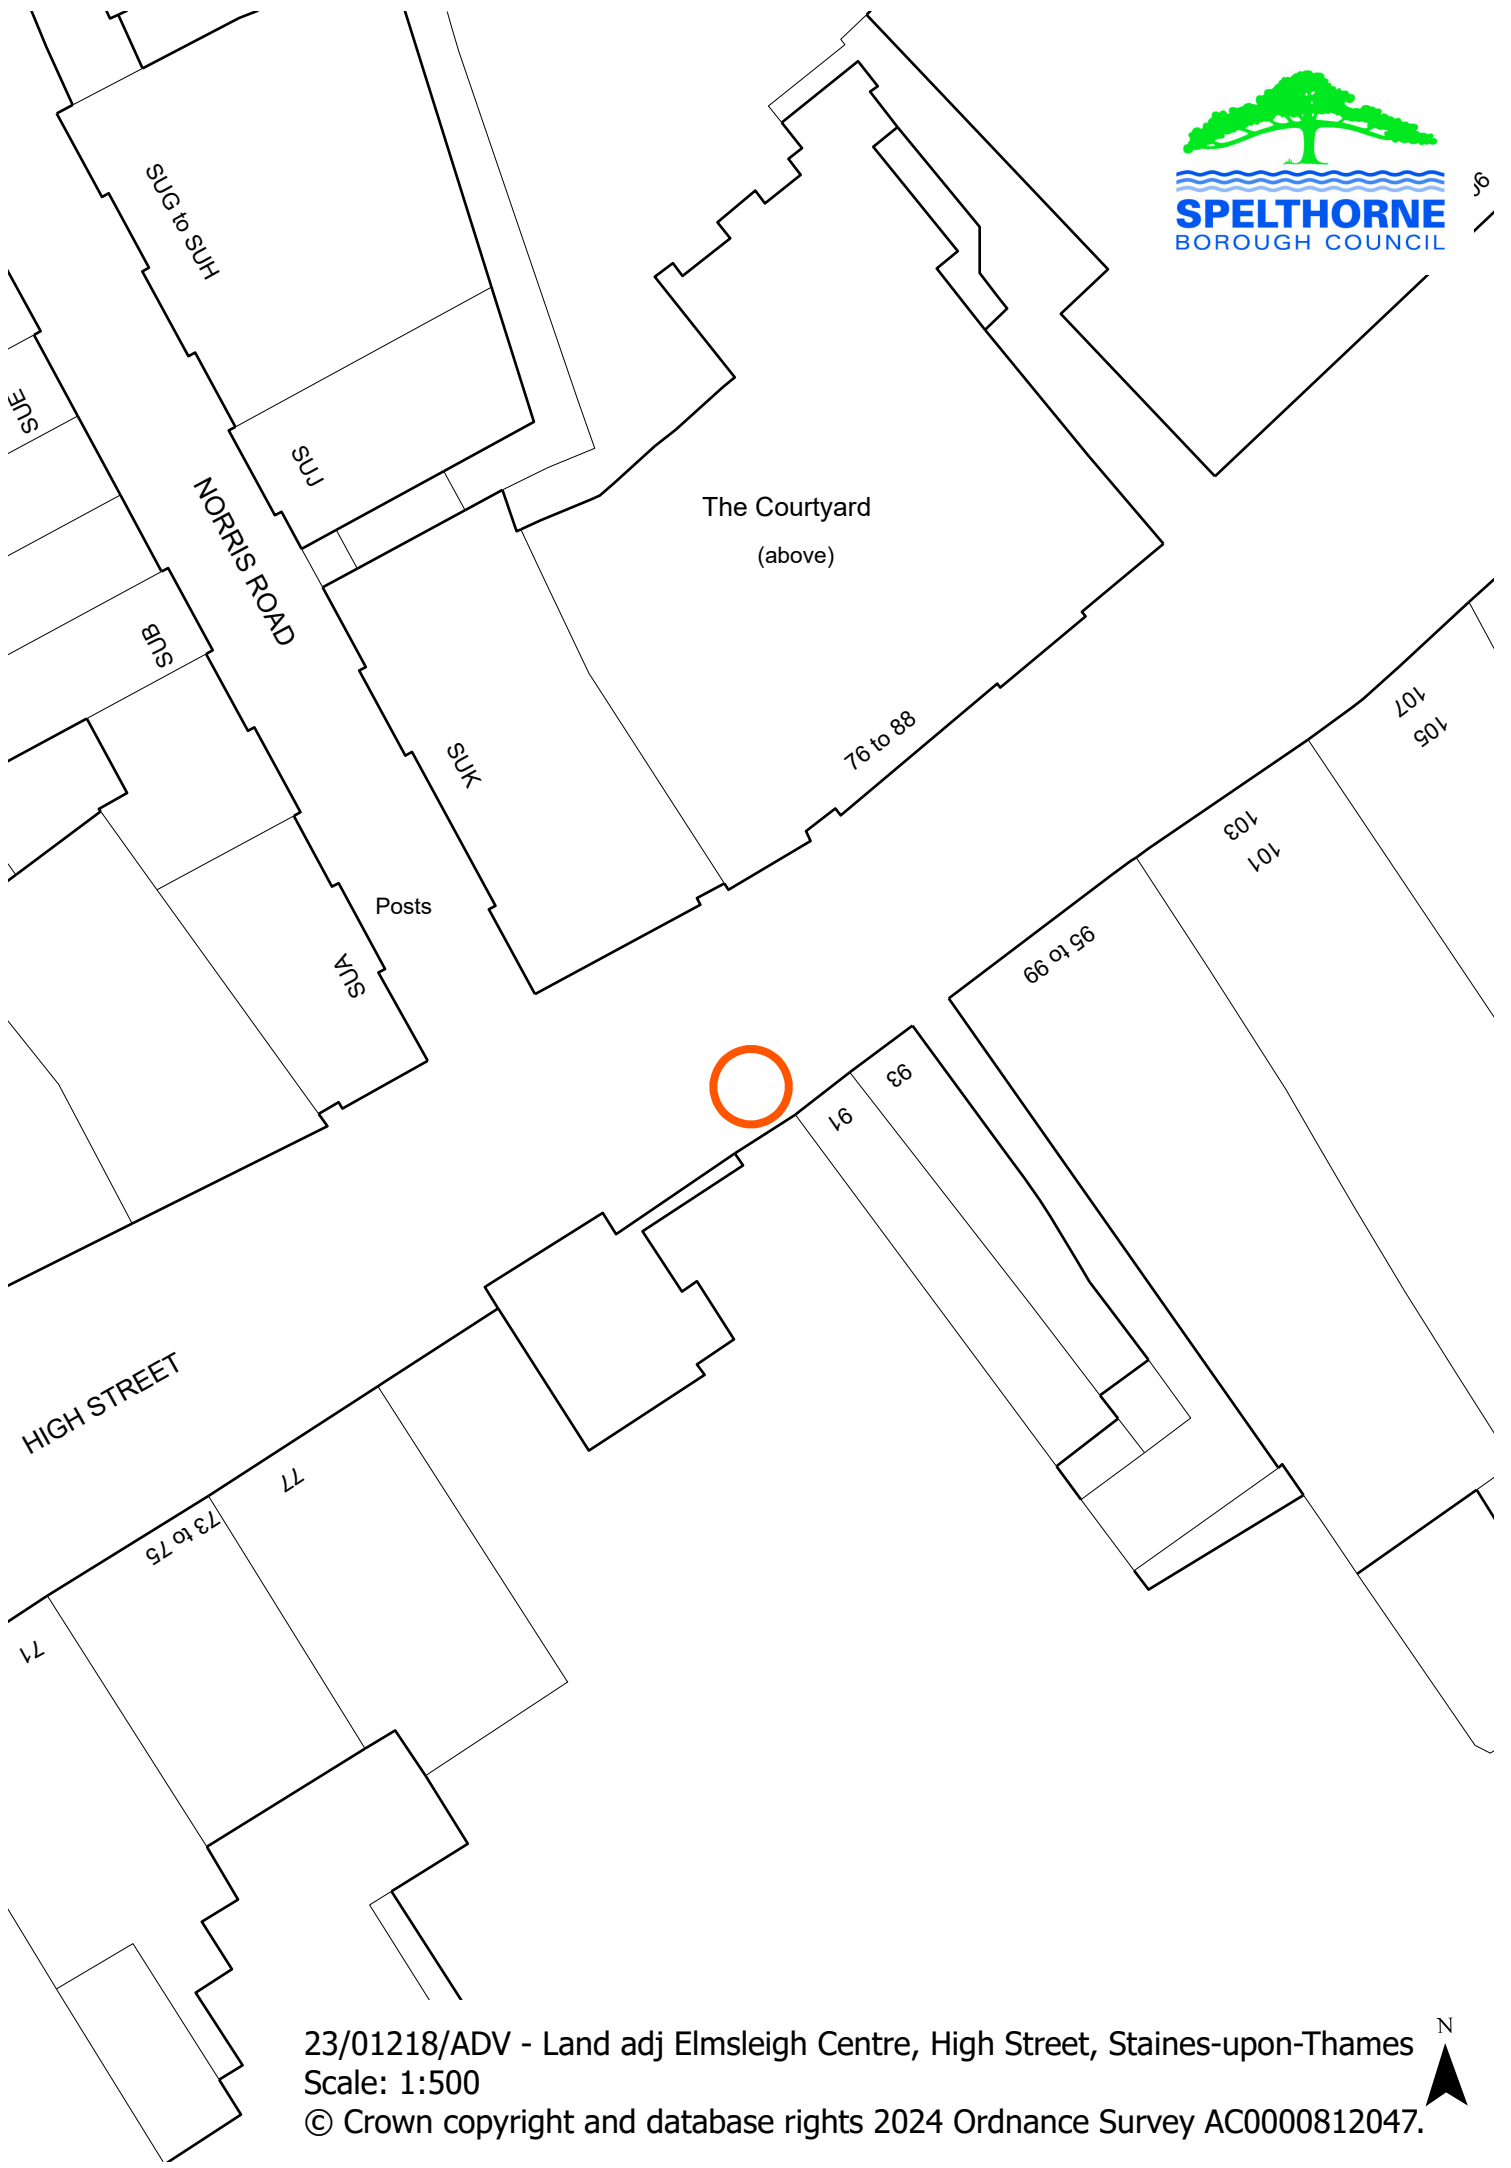 SPELTHORNE
BOROUGH COUNCIL
SUG to SUH
SUE
SUJ
NORRIS ROAD
The Courtyard
(above)
SUB
107
105
76 to 88
SUK
103
101
Posts
95 to 99
SUA
93
91
HIGH STREET
77
73 to 75
71
23/01218/ADV - Land adj Elmsleigh Centre, High Street, Staines-upon-Thames
Scale: 1:500
© Crown copyright and database rights 2024 Ordnance Survey AC0000812047.
N